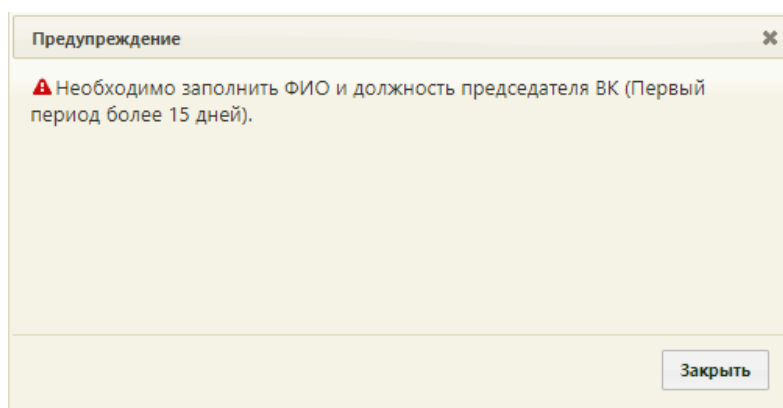 Предупреждение
Необходимо заполнить ФИО и должность председателя ВК (Первый
период более 15 дней).
Закрыть